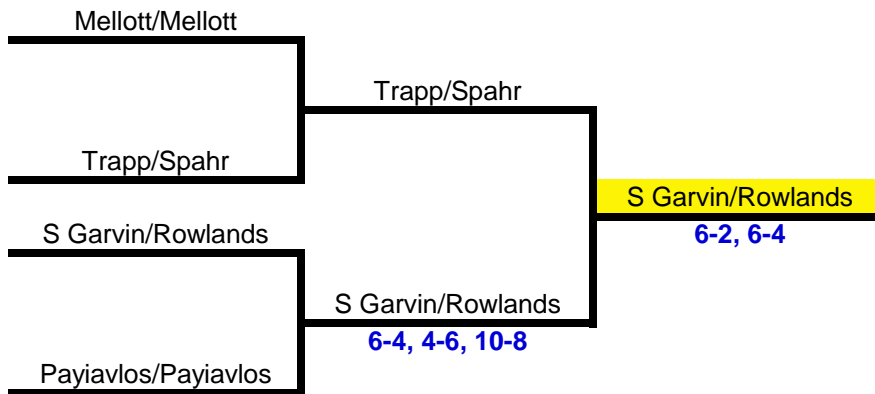 Mellott/Mellott
Trapp/Spahr
Trapp/Spahr
S Garvin/Rowlands
6-2, 6-4
S Garvin/Rowlands
S Garvin/Rowlands
6-4, 4-6, 10-8
Payiavlos/Payiavlos